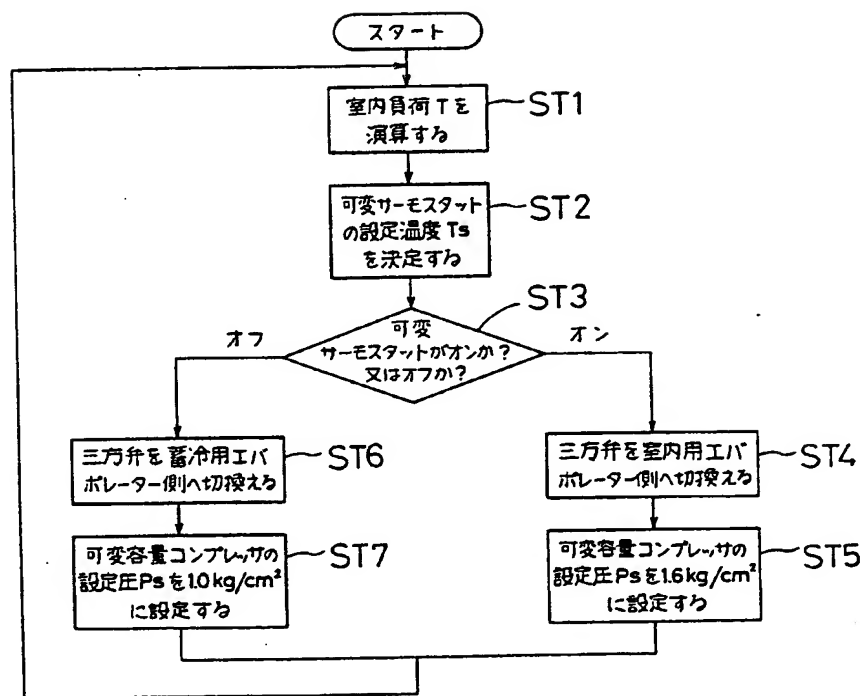 スタート
室内負荷Tを
演算する
ST1
可変サーモスタット
の設定温度Ts
を決定する
ST2
可変
サーモスタットがオンか?
又はオフか?
ST3
オフ
オン
三方弁を蓄冷用エバ
ポレーター側へ切換える
ST6
三方弁を室内用エバ
ポレーター側へ切換える
ST4
可変容量コンプレッサの
設定圧Psを1.0kg/cm²
に設定する
ST7
可変容量コンプレッサの
設定圧Psを1.6kg/cm²
に設定する
ST5